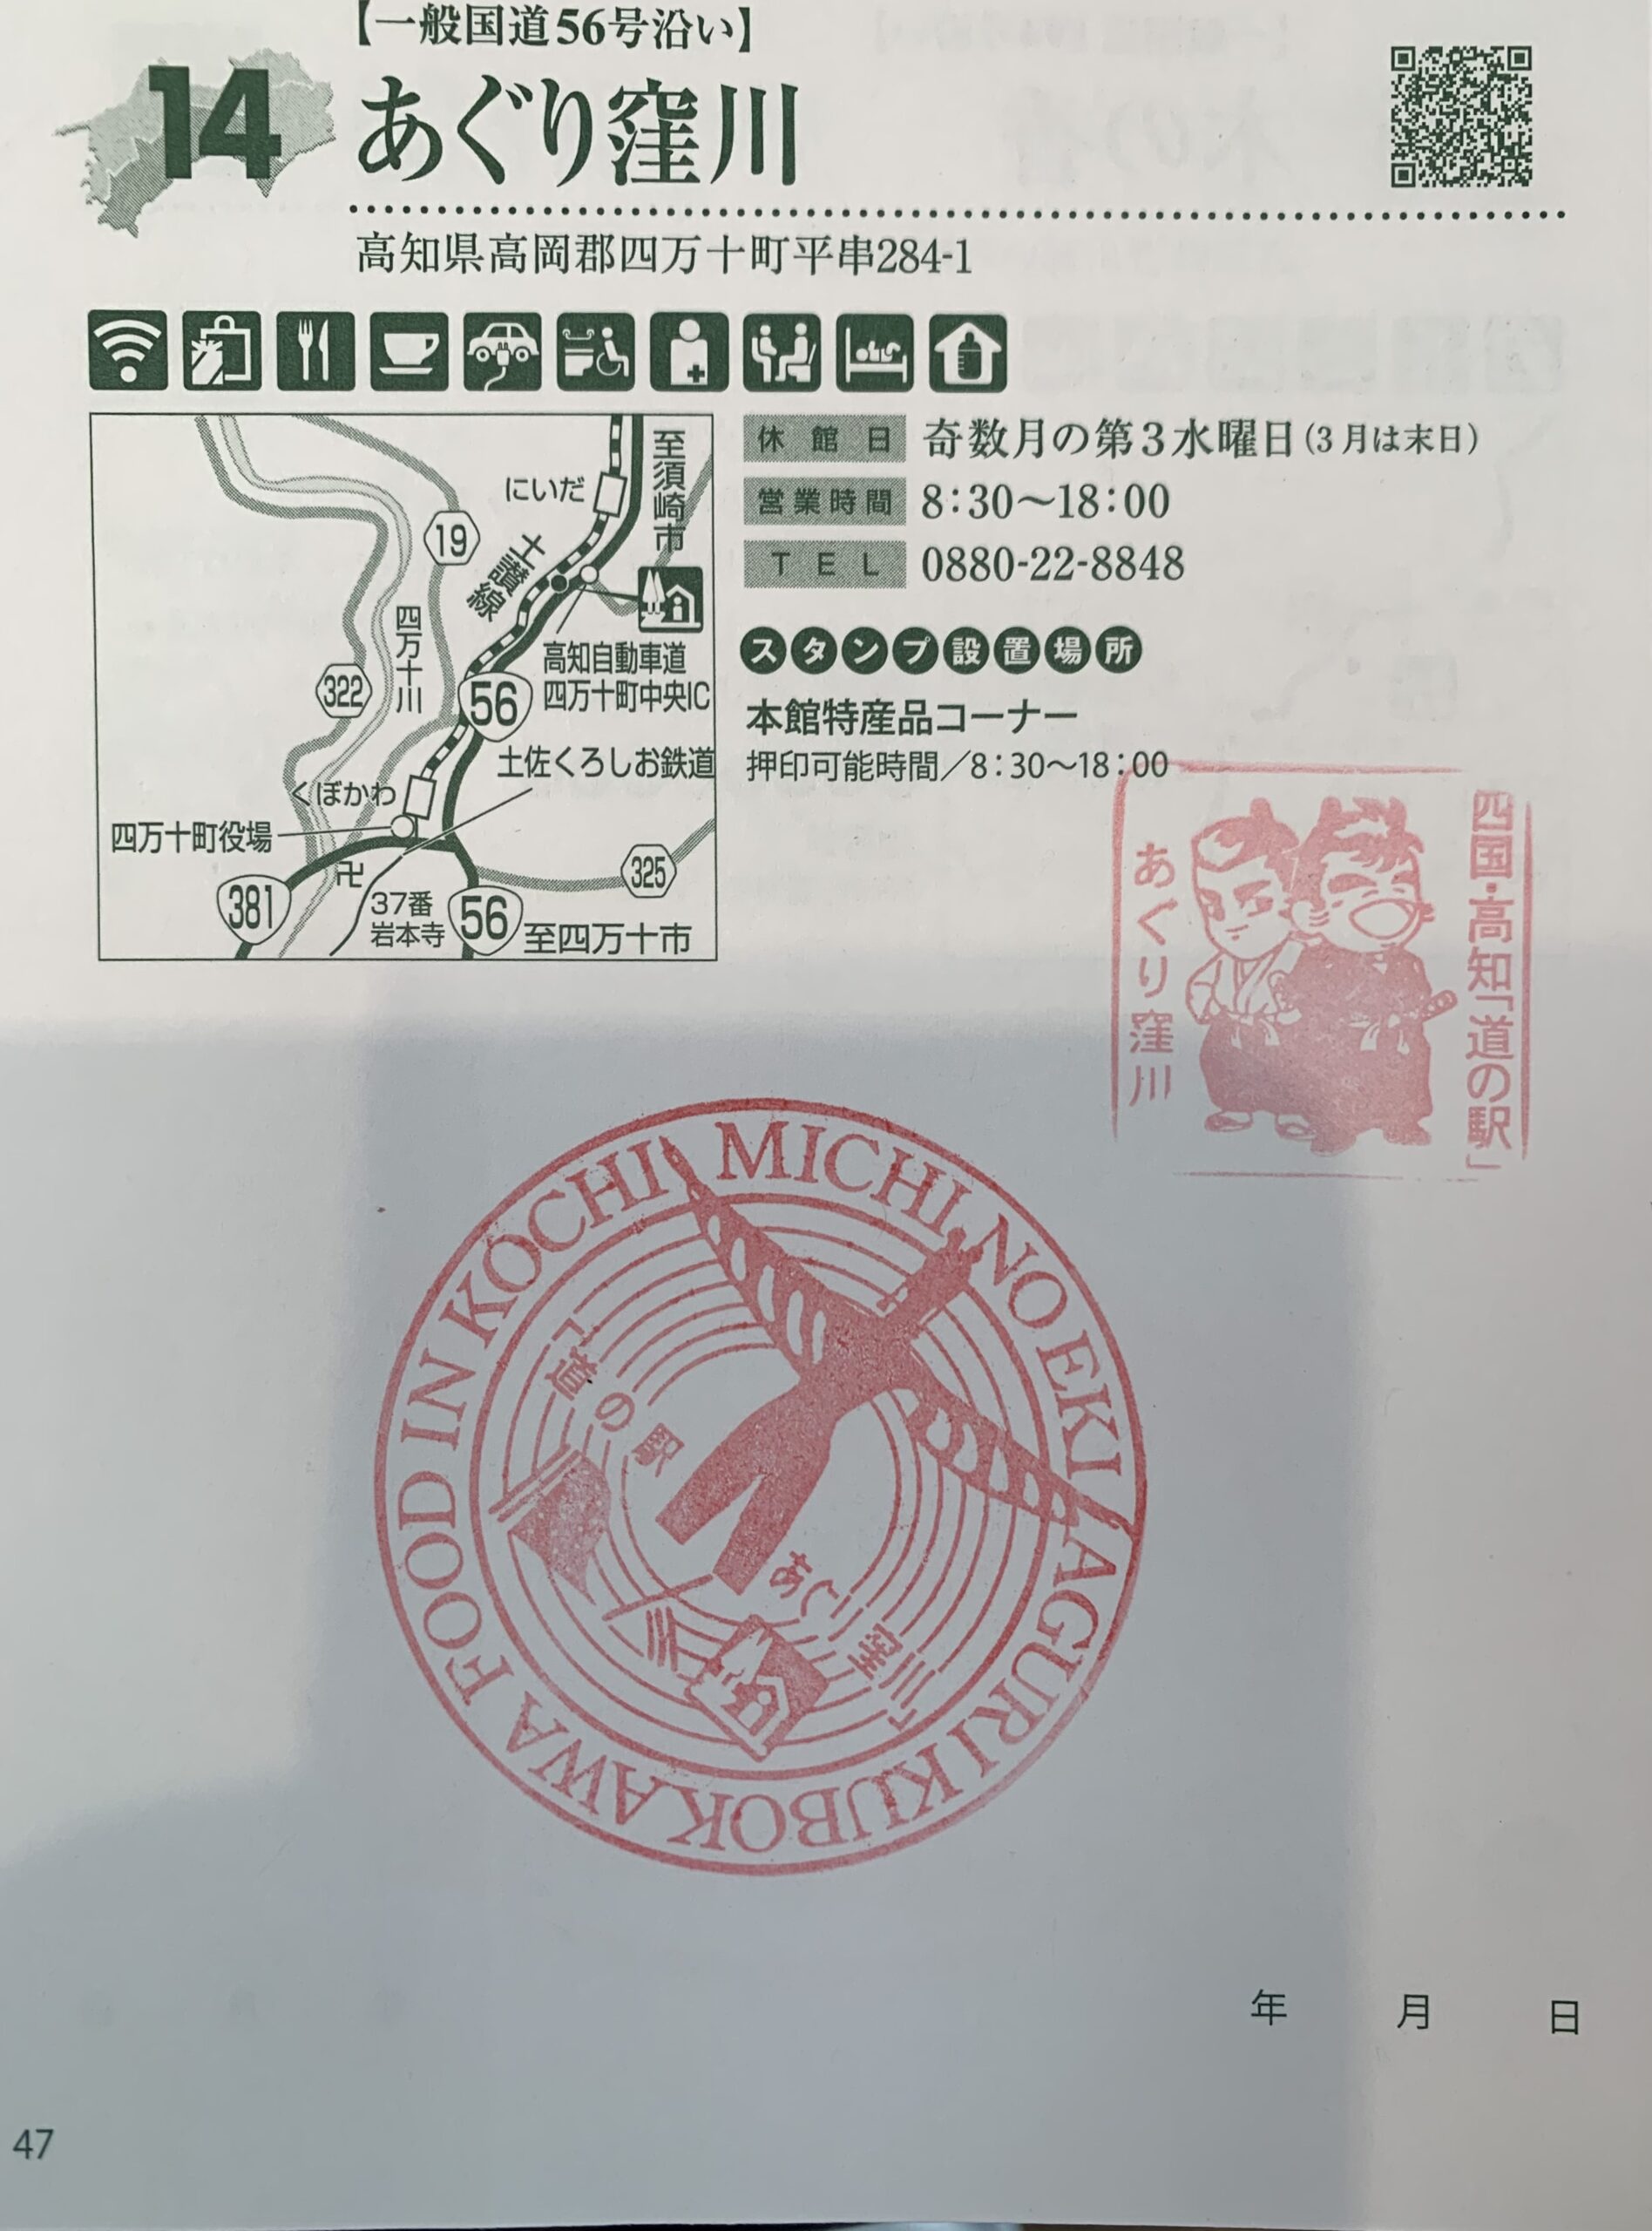 【一般国道56号沿い】
14
あぐり窪川
高知県高岡郡四万十町平串284-1
休館日 奇数月の第3水曜日(3月は末日)
営業時間 8:30～18:00
TEL 0880-22-8848
スタンプ設置場所
本館特産品コーナー
押印可能時間／8:30～18:00
至須崎市
にいだ
19
土讃線
四万十川
高知自動車道
四万十町中央IC
322
56
土佐くろしお鉄道
くぼかわ
四万十町役場
卍
325
381
37番
岩本寺
56
至四万十市
四国・高知「道の駅」
あぐり窪川
FOOD IN KOCHI MICHI NO EKI AGURI KUBOKAWA
「道の駅
あぐり窪川」
年 月 日
47